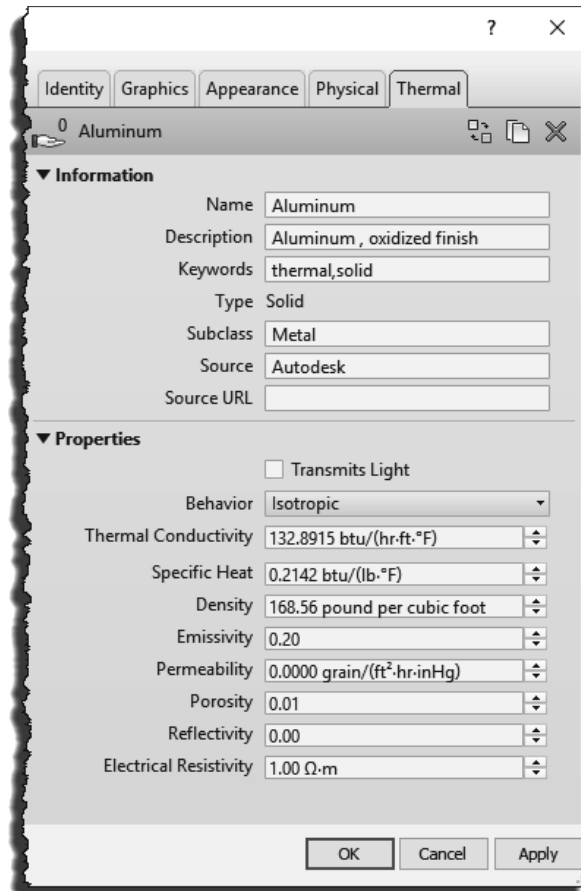 ?
Identity Graphics Appearance Physical Thermal
0 Aluminum
Information
Name Aluminum
Description Aluminum , oxidized finish
Keywords thermal,solid
Type Solid
Subclass Metal
Source Autodesk
Source URL
Properties
Transmits Light
Behavior Isotropic
Thermal Conductivity 132.8915 btu/(hr·ft·°F)
Specific Heat 0.2142 btu/(lb·°F)
Density 168.56 pound per cubic foot
Emissivity 0.20
Permeability 0.0000 grain/(ft²·hr·inHg)
Porosity 0.01
Reflectivity 0.00
Electrical Resistivity 1.00 Ω·m
OK Cancel Apply